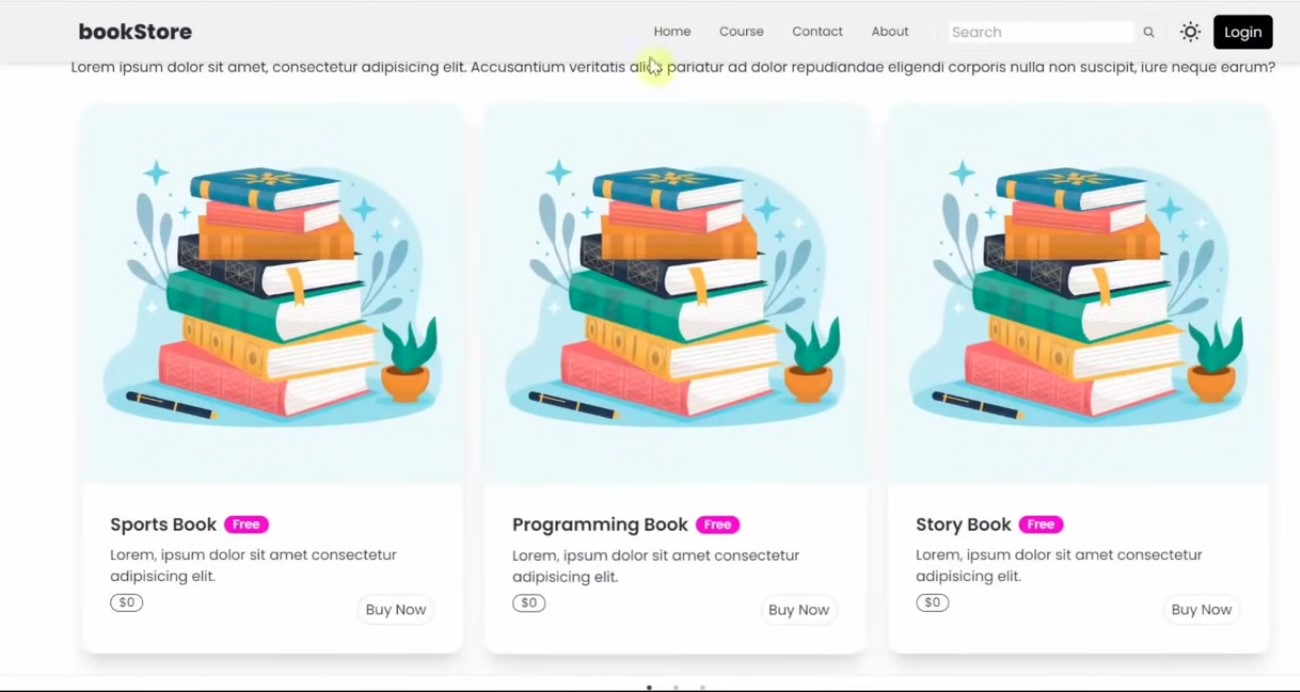 bookStore
Home Course Contact About Search Login
Lorem ipsum dolor sit amet, consectetur adipisicing elit. Accusantium veritatis pariatur ad dolor repudiandae eligendi corporis nulla non suscipit, iure neque earum?
Sports Book Free
Lorem, ipsum dolor sit amet consectetur
adipisicing elit.
$0
Buy Now
Programming Book Free
Lorem, ipsum dolor sit amet consectetur
adipisicing elit.
$0
Buy Now
Story Book Free
Lorem, ipsum dolor sit amet consectetur
adipisicing elit.
$0
Buy Now